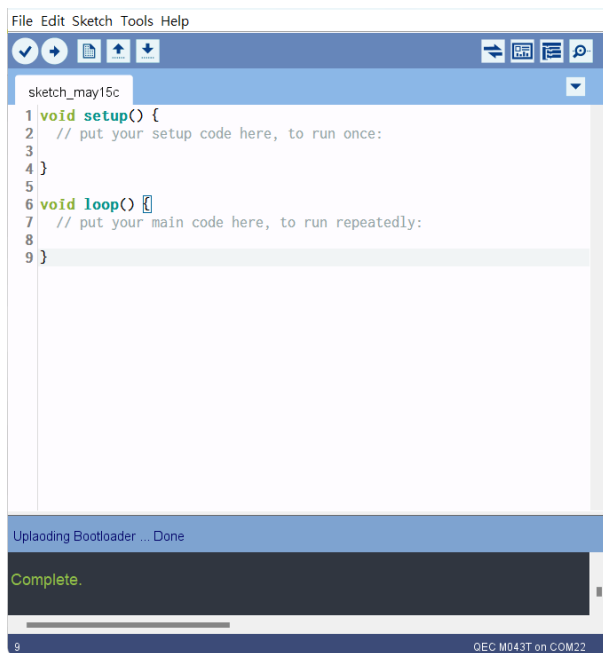 File Edit Sketch Tools Help
sketch_may15c
1 void setup() {
2   // put your setup code here, to run once:
3
4 }
5
6 void loop() {
7   // put your main code here, to run repeatedly:
8
9 }
Uplaoding Bootloader ... Done
Complete.
9 QEC M043T on COM22